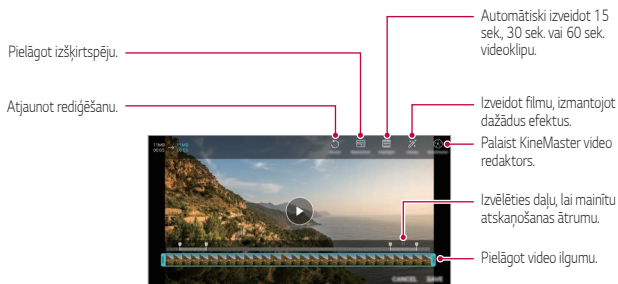 Automātiski izveidot 15
sek., 30 sek. vai 60 sek.
videoklipu.
Pielāgot izšķirtspēju.
Atjaunot rediģēšanu.
Izveidot filmu, izmantojot
dažādus efektus.
Palaist KineMaster video
redaktors.
Izvēlēties daļu, lai mainītu
atskaņošanas ātrumu.
Pielāgot video ilgumu.
CANCEL SAVE